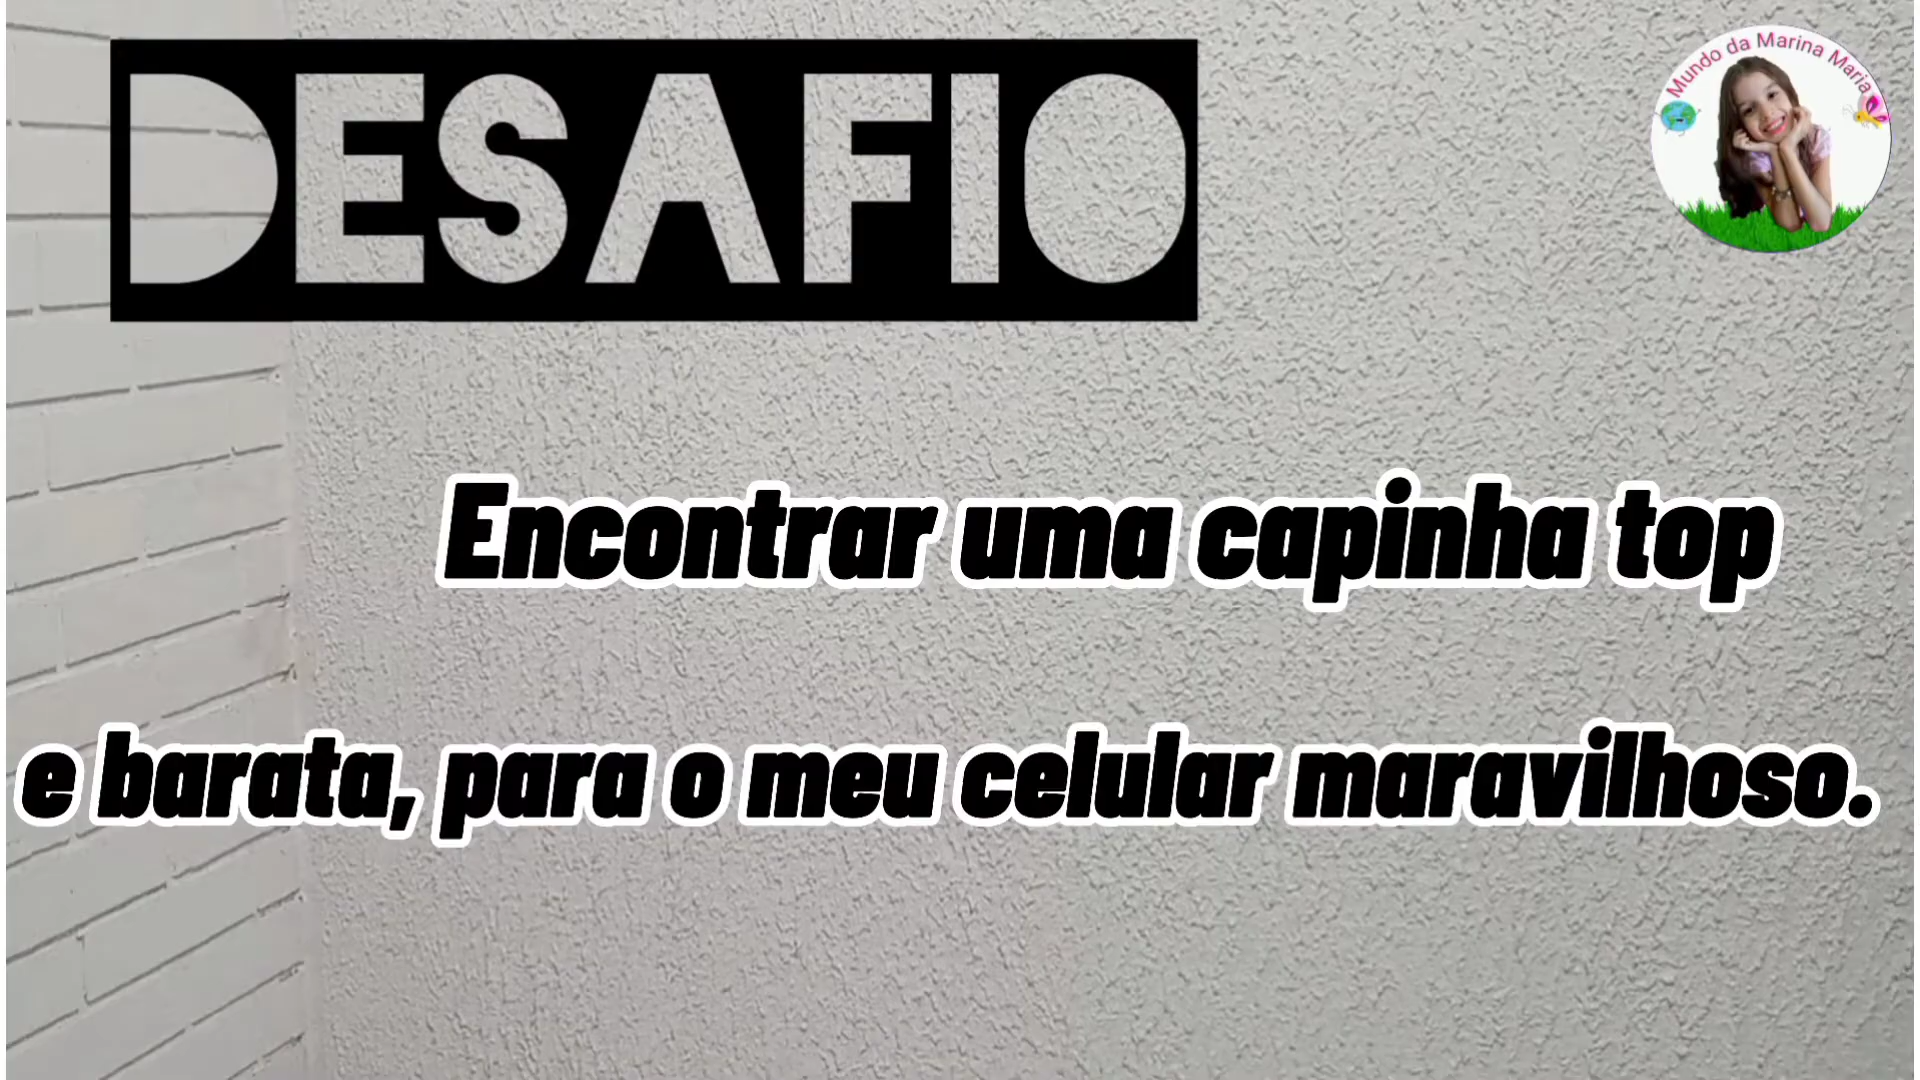 DESAFIO
Mundo da Marina Maria
Encontrar uma capinha top
e barata, para o meu celular maravilhoso.